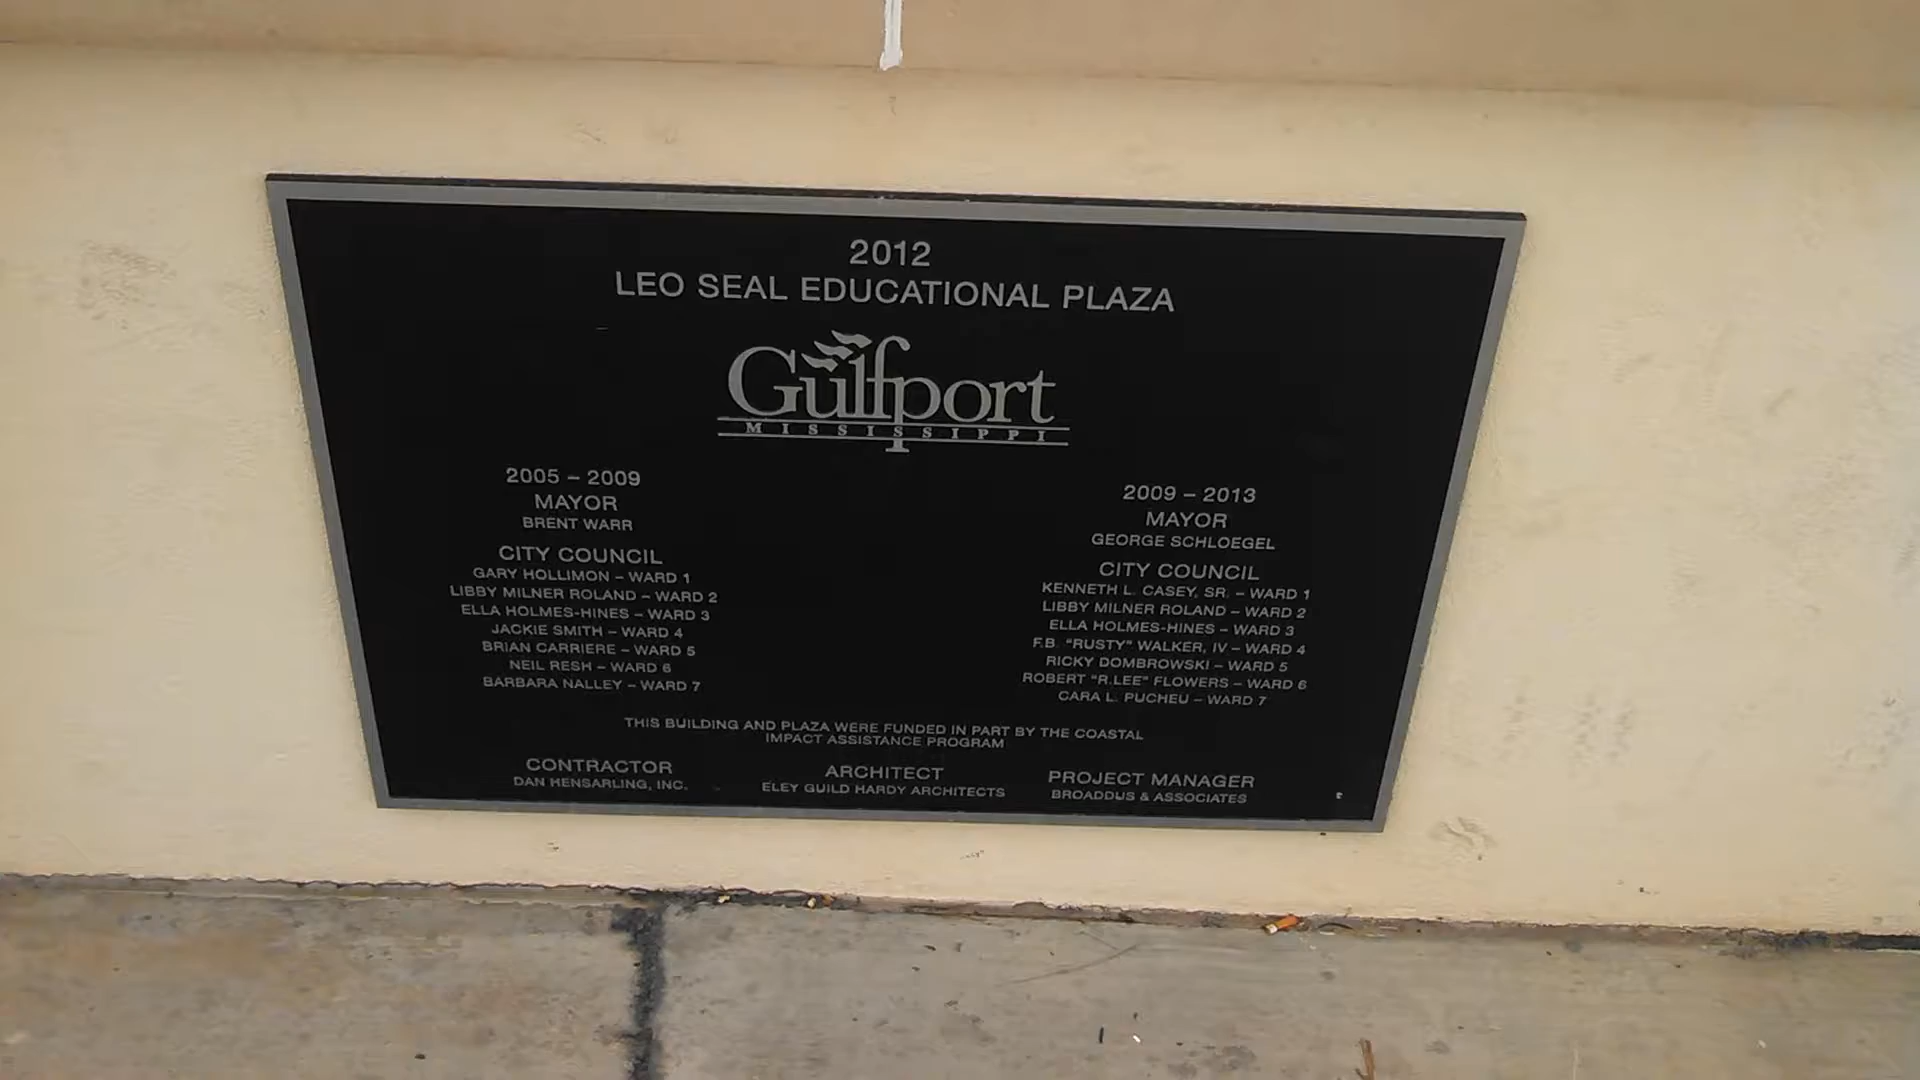 2012
LEO SEAL EDUCATIONAL PLAZA
Gulfport
MISSISSIPPI
2005 – 2009
MAYOR
BRENT WARR
CITY COUNCIL
GARY HOLLIMON – WARD 1
LIBBY MILNER ROLAND – WARD 2
ELLA HOLMES-HINES – WARD 3
JACKIE SMITH – WARD 4
BRIAN CARRIERE – WARD 5
NEIL RESH – WARD 6
BARBARA NALLEY – WARD 7
2009 – 2013
MAYOR
GEORGE SCHLOEGEL
CITY COUNCIL
KENNETH L. CASEY, SR. – WARD 1
LIBBY MILNER ROLAND – WARD 2
ELLA HOLMES-HINES – WARD 3
F.B. "RUSTY" WALKER, IV – WARD 4
RICKY DOMBROWSKI – WARD 5
ROBERT "R.LEE" FLOWERS – WARD 6
CARA L. PUCHEU – WARD 7
THIS BUILDING AND PLAZA WERE FUNDED IN PART BY THE COASTAL
IMPACT ASSISTANCE PROGRAM
CONTRACTOR
DAN HENSARLING, INC.
ARCHITECT
ELEY GUILD HARDY ARCHITECTS
PROJECT MANAGER
BROADDUS & ASSOCIATES